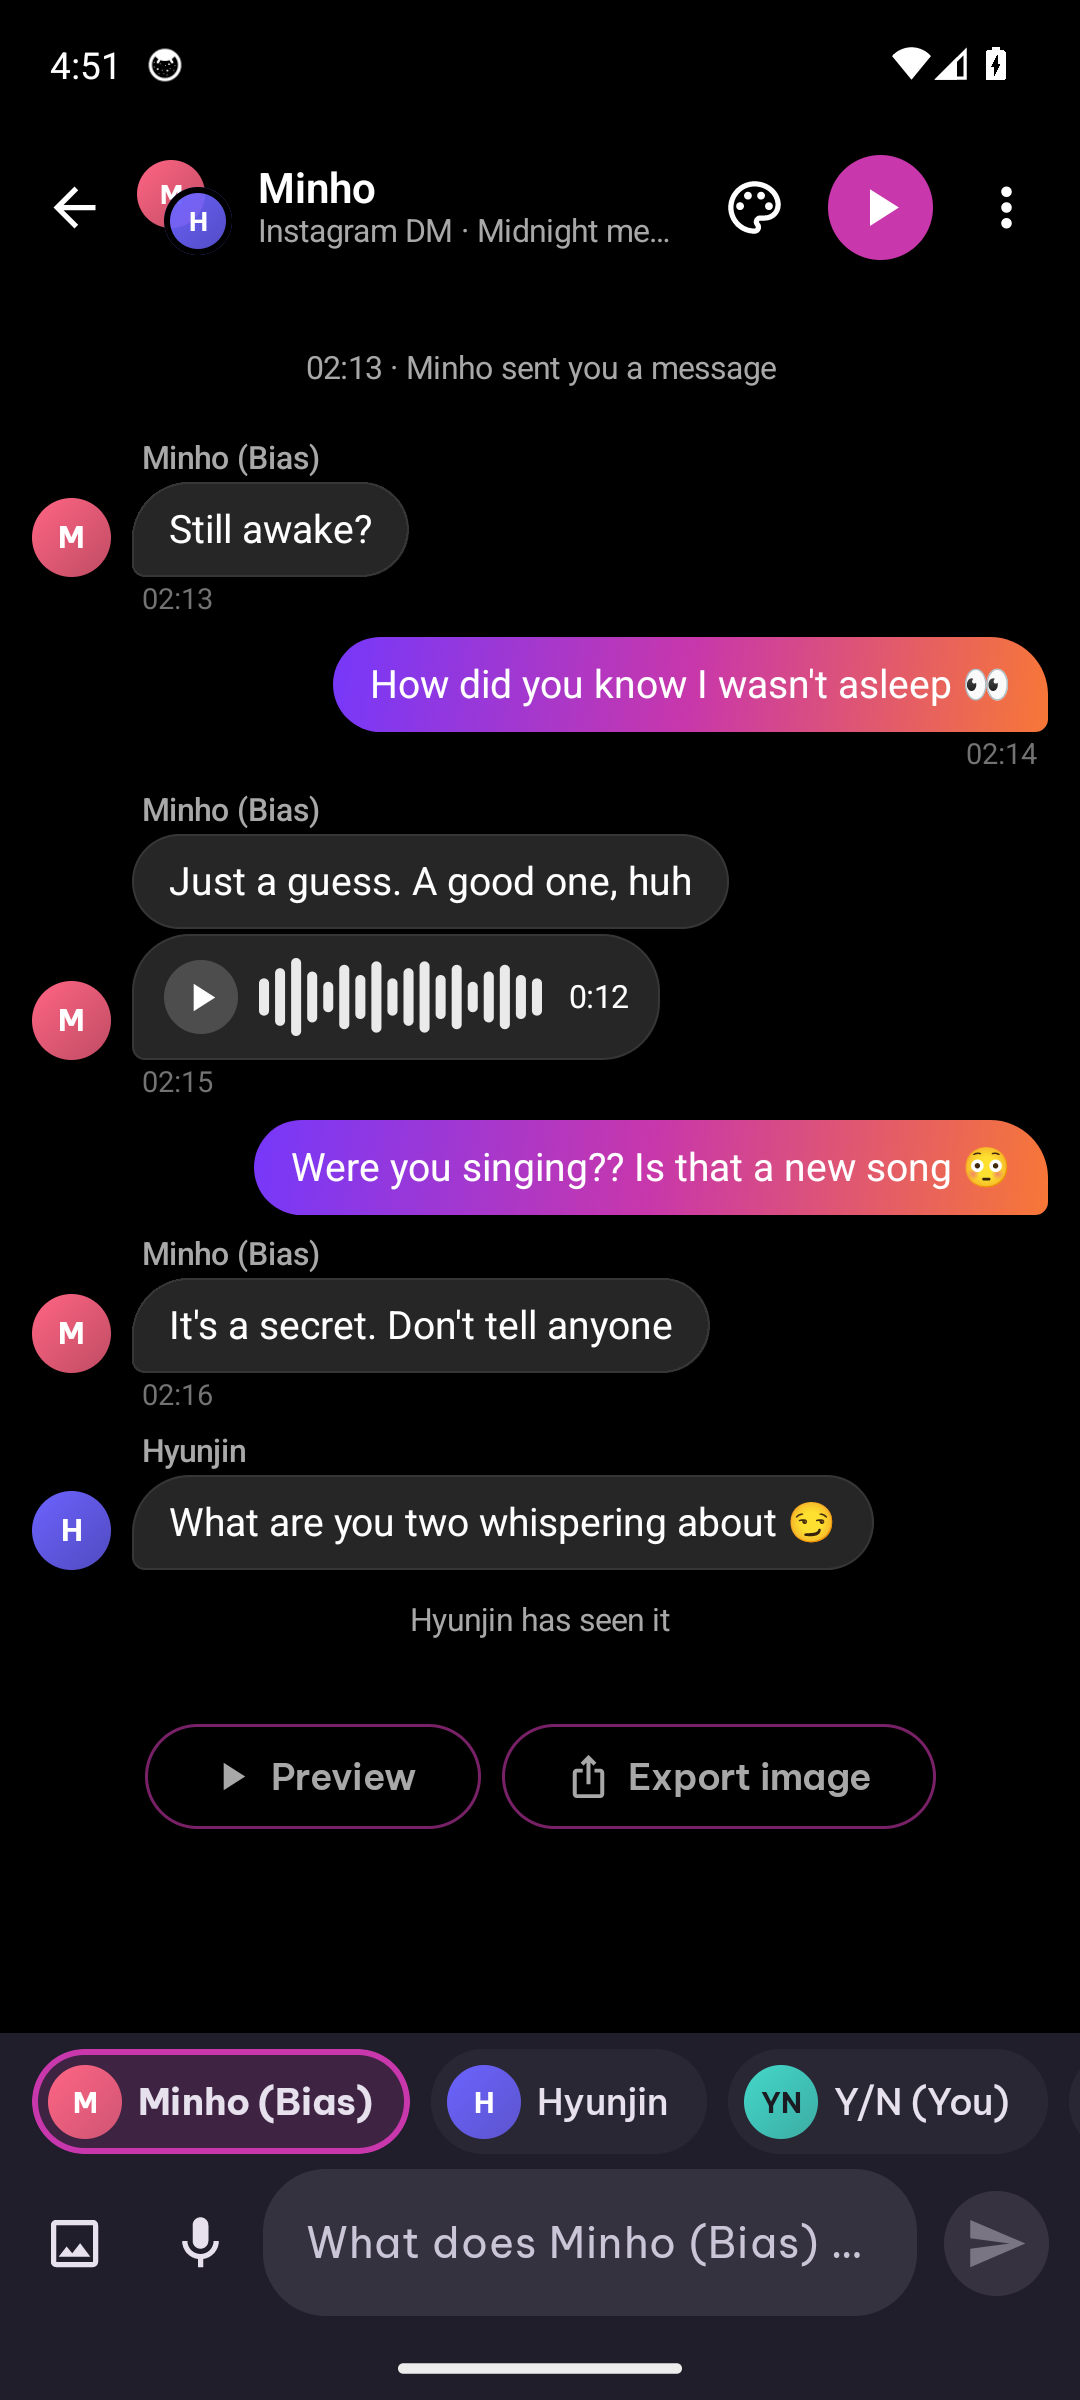 4:51
M
H
Minho
Instagram DM · Midnight me...
02:13 · Minho sent you a message
Minho (Bias)
M
Still awake?
02:13
How did you know I wasn't asleep 👀
02:14
Minho (Bias)
Just a guess. A good one, huh
M
0:12
02:15
Were you singing?? Is that a new song 😳
Minho (Bias)
M
It's a secret. Don't tell anyone
02:16
Hyunjin
H
What are you two whispering about 😏
Hyunjin has seen it
Preview
Export image
M
Minho (Bias)
H
Hyunjin
YN
Y/N (You)
What does Minho (Bias) ...